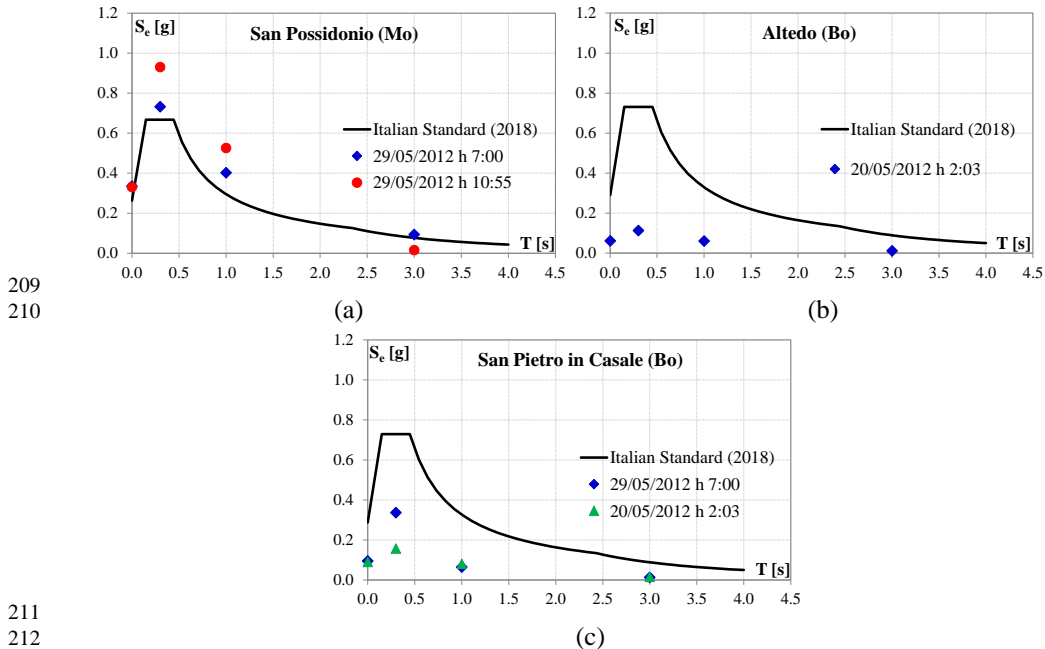 Sₑ [g]
San Possidonio (Mo)
1.2
1.0
0.8
0.6
0.4
0.2
0.0
Italian Standard (2018)
29/05/2012 h 7:00
29/05/2012 h 10:55
T [s]
0.0 0.5 1.0 1.5 2.0 2.5 3.0 3.5 4.0 4.5
Sₑ [g]
Altedo (Bo)
1.2
1.0
0.8
0.6
0.4
0.2
0.0
Italian Standard (2018)
20/05/2012 h 2:03
T [s]
0.0 0.5 1.0 1.5 2.0 2.5 3.0 3.5 4.0 4.5
209
210 (a) (b)
Sₑ [g]
San Pietro in Casale (Bo)
1.2
1.0
0.8
0.6
0.4
0.2
0.0
Italian Standard (2018)
29/05/2012 h 7:00
20/05/2012 h 2:03
T [s]
0.0 0.5 1.0 1.5 2.0 2.5 3.0 3.5 4.0 4.5
211
212 (c)